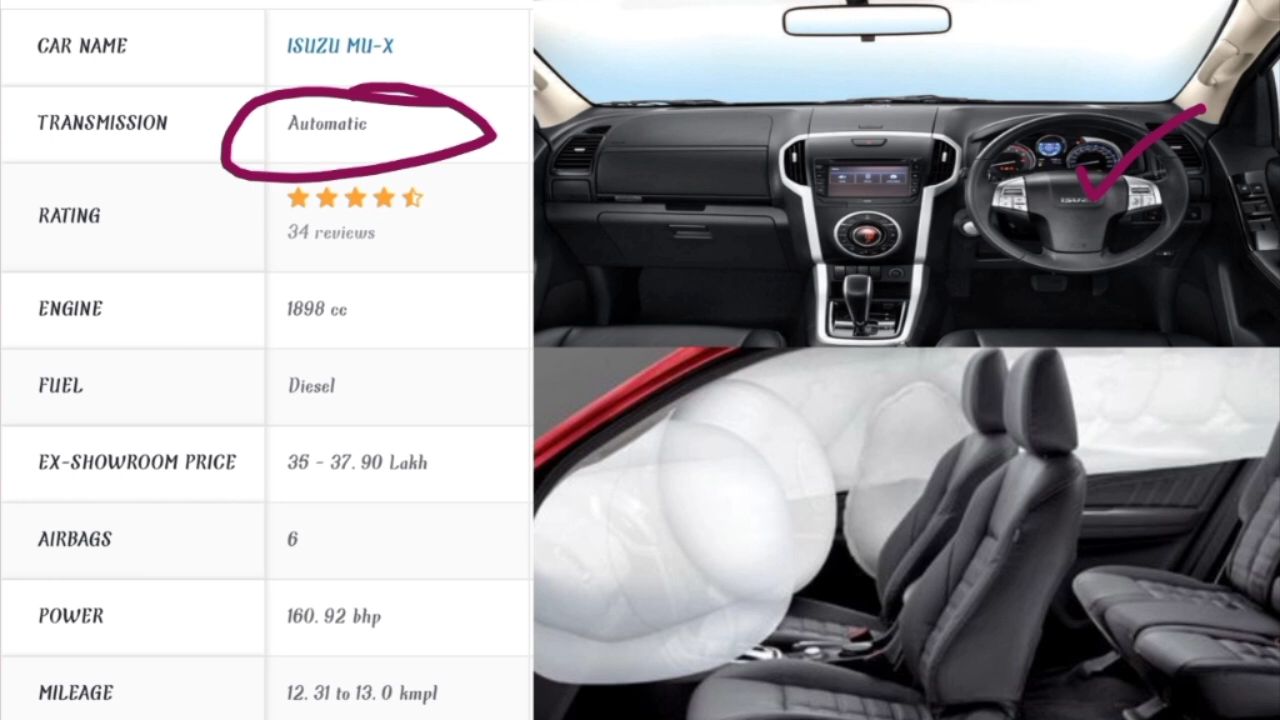 CAR NAME ISUZU MU-X
TRANSMISSION Automatic
RATING
34 reviews
ENGINE 1898 cc
FUEL Diesel
EX-SHOWROOM PRICE 35 - 37.90 Lakh
AIRBAGS 6
POWER 160.92 bhp
MILEAGE 12.31 to 13.0 kmpl
ISUZU